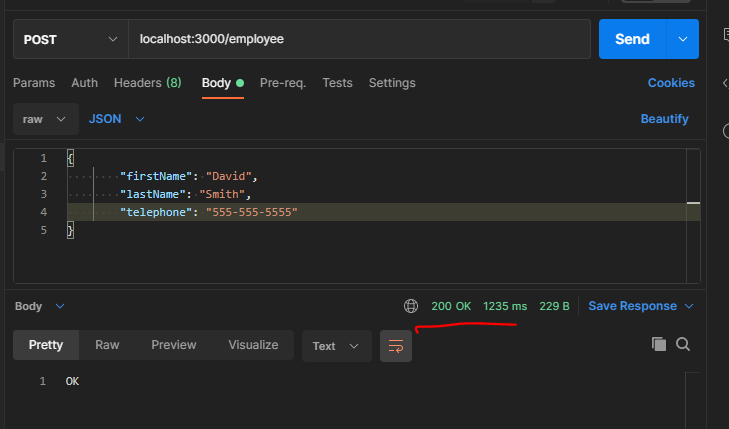 POST localhost:3000/employee Send
Params Auth Headers (8) Body Pre-req. Tests Settings Cookies
raw JSON Beautify
1 {
2 "firstName": "David",
3 "lastName": "Smith",
4 "telephone": "555-555-5555"
5 }
Body 200 OK 1235 ms 229 B Save Response
Pretty Raw Preview Visualize Text
1 OK